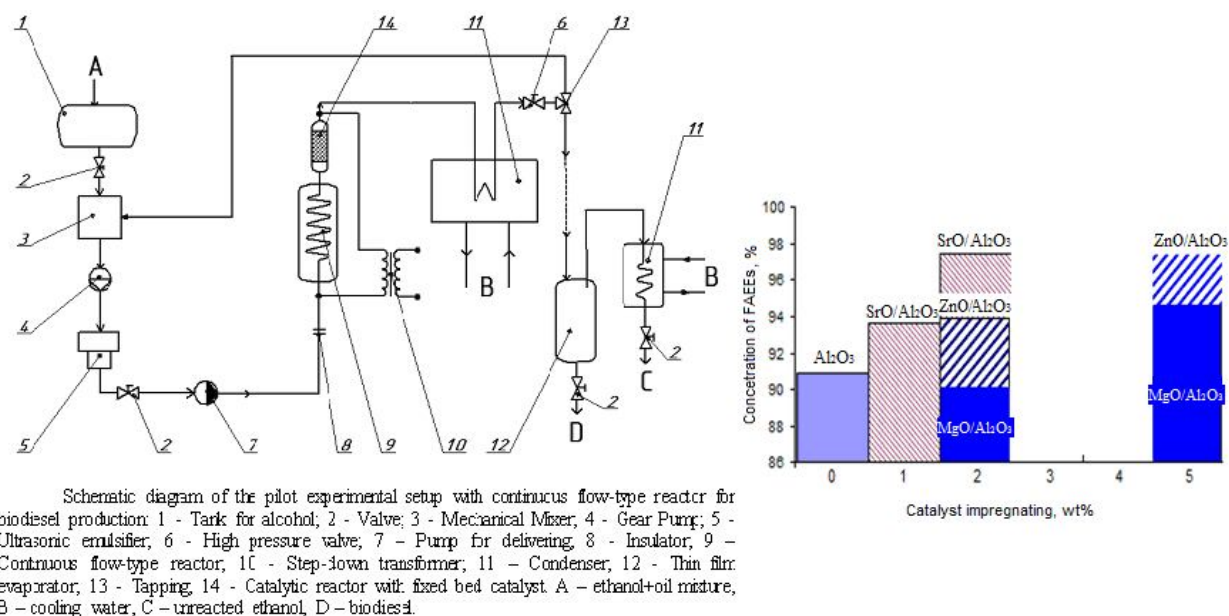 1
14
11
6
13
A
2
11
3
B
B
4
C
2
12
2
D
5
2
7
8
9
10
Schematic diagram of the pilot experimental setup with continuous flow-type reactor for
biodiesel production: 1 - Tank for alcohol; 2 - Valve; 3 - Mechanical Mixer; 4 - Gear Pump; 5 -
Ultrasonic emulsifier; 6 - High pressure valve; 7 – Pump for delivering; 8 - Insulator; 9 –
Continuous flow-type reactor; 10 - Step-down transformer; 11 – Condenser; 12 - Thin film
evaporator; 13 - Tapping; 14 - Catalytic reactor with fixed bed catalyst. A – ethanol+oil mixture,
B – cooling water, C – unreacted ethanol, D – biodiesel.
Concetration of FAEEs, %
100
98
96
94
92
90
88
86
Al2O3
SrO/Al2O3
SrO/Al2O3
ZnO/Al2O3
MgO/Al2O3
ZnO/Al2O3
MgO/Al2O3
0 1 2 3 4 5
Catalyst impregnating, wt%